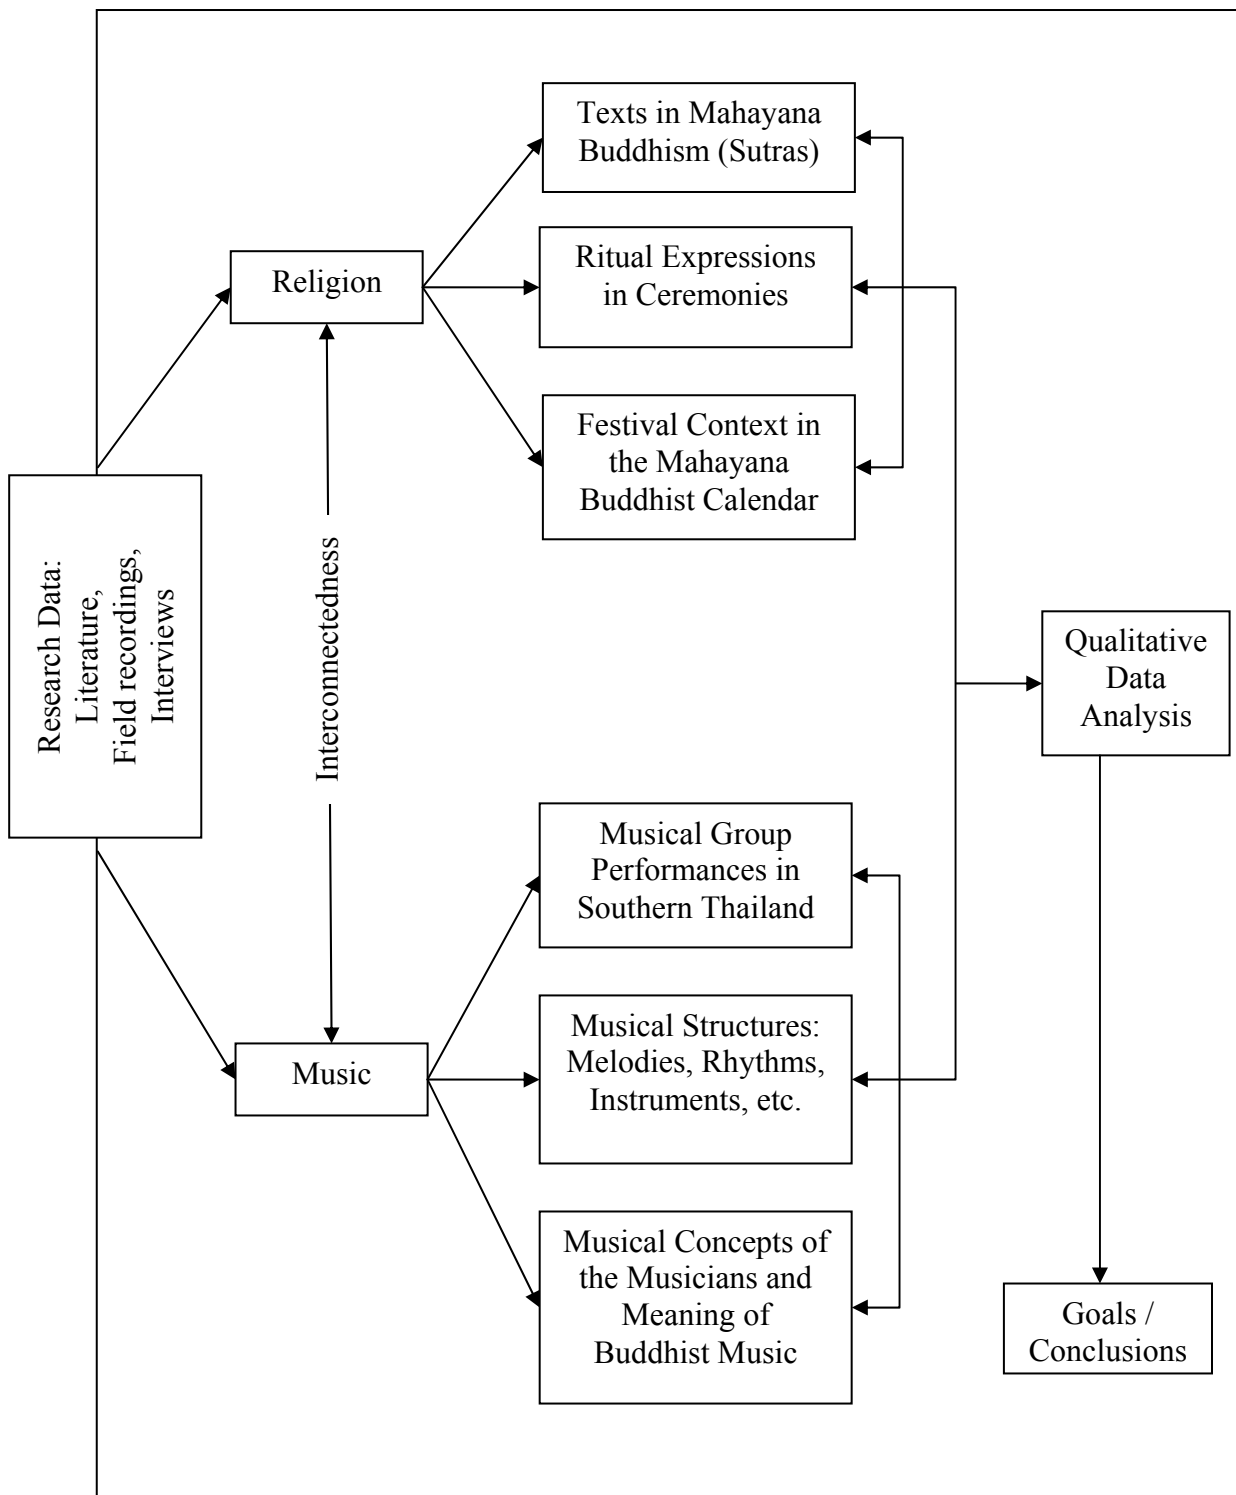 Texts in Mahayana
Buddhism (Sutras)
Religion
Ritual Expressions
in Ceremonies
Festival Context in
the Mahayana
Buddhist Calendar
Research Data:
Literature,
Field recordings,
Interviews
Interconnectedness
Qualitative
Data
Analysis
Musical Group
Performances in
Southern Thailand
Music
Musical Structures:
Melodies, Rhythms,
Instruments, etc.
Musical Concepts of
the Musicians and
Meaning of
Buddhist Music
Goals /
Conclusions